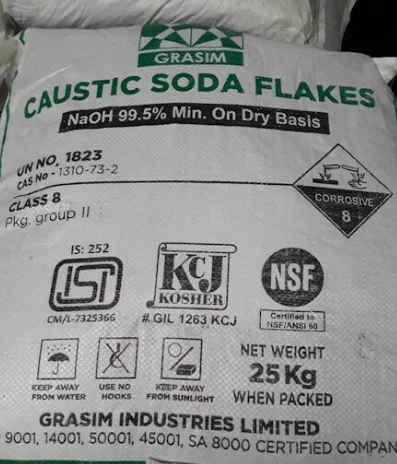 GRASIM
CAUSTIC SODA FLAKES
NaOH 99.5% Min. On Dry Basis
UN NO. 1823
CAS No - 1310-73-2
CLASS 8
Pkg. group II
CORROSIVE
8
IS: 252
ISI
CM/L-7325366
KCJ
KOSHER
# GIL 1263 KCJ
NSF
Certified to
NSF/ANSI 60
KEEP AWAY
FROM WATER
USE NO
HOOKS
KEEP AWAY
FROM SUNLIGHT
NET WEIGHT
25 Kg
WHEN PACKED
GRASIM INDUSTRIES LIMITED
9001, 14001, 50001, 45001, SA 8000 CERTIFIED COMPAN